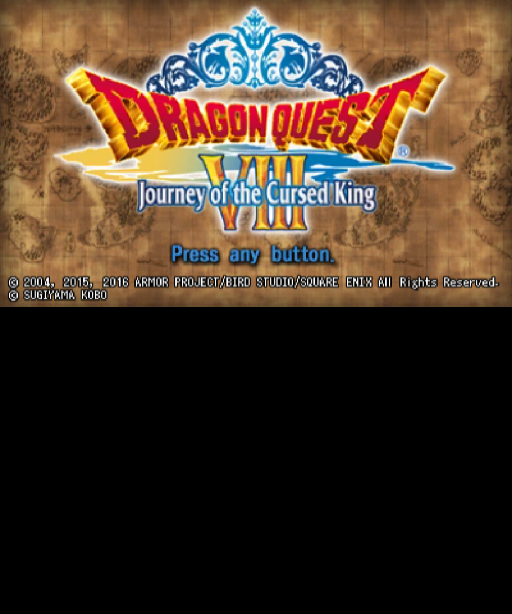 DRAGON QUEST®
VIII
Journey of the Cursed King
Press any button.
© 2004, 2015, 2016 ARMOR PROJECT/BIRD STUDIO/SQUARE ENIX All Rights Reserved.
© SUGIYAMA KOBO